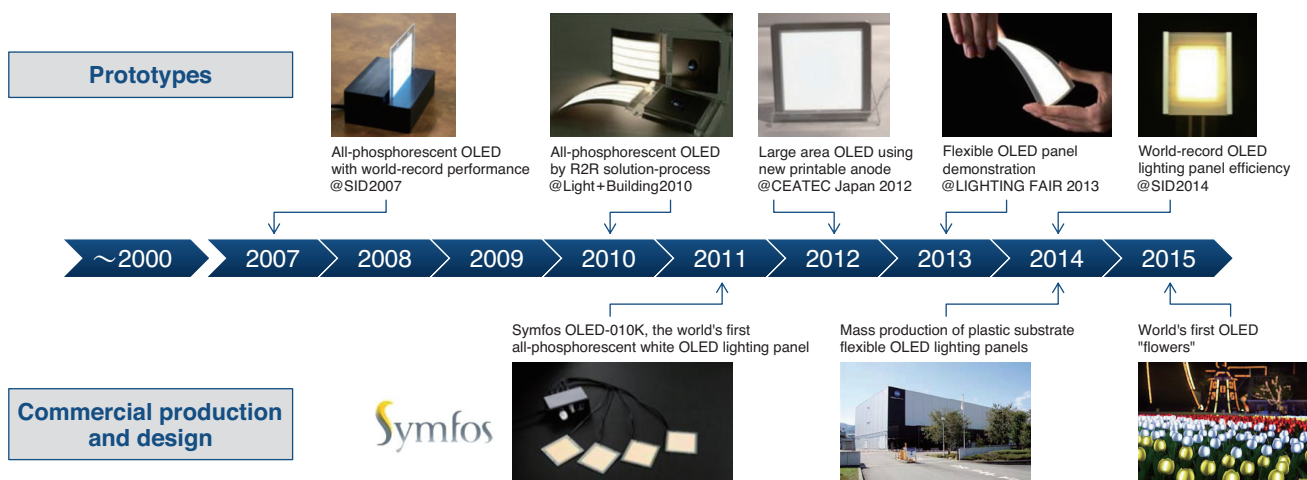 Prototypes
All-phosphorescent OLED
with world-record performance
@SID2007
All-phosphorescent OLED
by R2R solution-process
@Light+Building2010
Large area OLED using
new printable anode
@CEATEC Japan 2012
Flexible OLED panel
demonstration
@LIGHTING FAIR 2013
World-record OLED
lighting panel efficiency
@SID2014
～2000 2007 2008 2009 2010 2011 2012 2013 2014 2015
Symfos OLED-010K, the world's first
all-phosphorescent white OLED lighting panel
Mass production of plastic substrate
flexible OLED lighting panels
World's first OLED
"flowers"
Commercial production
and design
Symfos